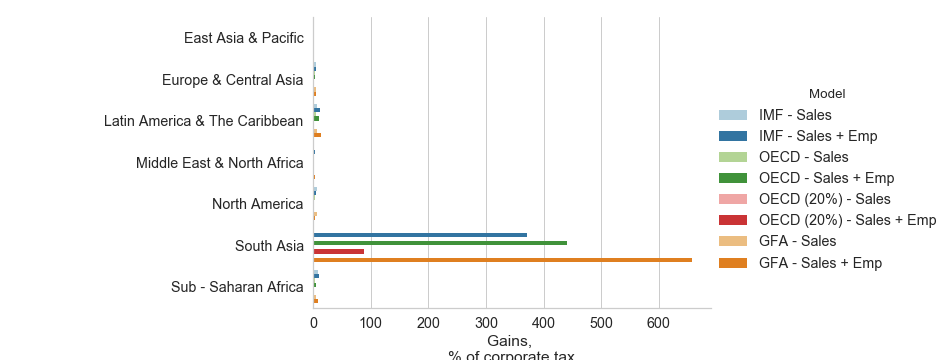 East Asia & Pacific
Europe & Central Asia
Latin America & The Caribbean
Middle East & North Africa
North America
South Asia
Sub - Saharan Africa
0 100 200 300 400 500 600
Gains,
% of corporate tax
Model
IMF - Sales
IMF - Sales + Emp
OECD - Sales
OECD - Sales + Emp
OECD (20%) - Sales
OECD (20%) - Sales + Emp
GFA - Sales
GFA - Sales + Emp